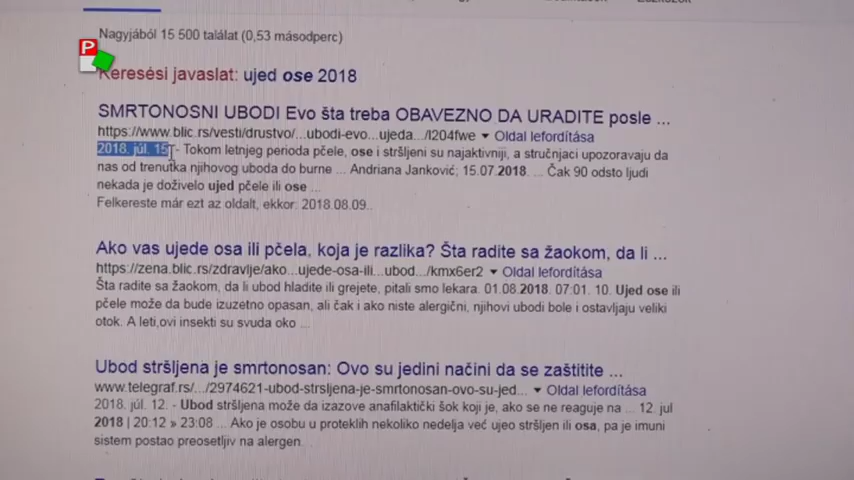 Nagyjából 15 500 találat (0,53 másodperc)
P
Keresési javaslat: ujed ose 2018
SMRTONOSNI UBODI Evo šta treba OBAVEZNO DA URADITE posle ...
https://www.blic.rs/vesti/drustvo/...ubodi-evo...ujeda.../l204fwe ▼ Oldal lefordítása
2018. júl. 15 - Tokom letnjeg perioda pčele, ose i stršljeni su najaktivniji, a stručnjaci upozoravaju da
nas od trenutka njihovog uboda do burne ... Andriana Janković; 15.07.2018. ... Čak 90 odsto ljudi
nekada je doživelo ujed pčele ili ose ...
Felkereste már ezt az oldalt, ekkor: 2018.08.09..
Ako vas ujede osa ili pčela, koja je razlika? Šta radite sa žaokom, da li ...
https://zena.blic.rs/zdravlje/ako...ujede-osa-ili...ubod.../kmx6er2 ▼ Oldal lefordítása
Šta radite sa žaokom, da li ubod hladite ili grejete, pitali smo lekara. 01.08.2018. 07:01. 10. Ujed ose ili
pčele može da bude izuzetno opasan, ali čak i ako niste alergični, njihovi ubodi bole i ostavljaju veliki
otok. A leti,ovi insekti su svuda oko ...
Ubod stršljena je smrtonosan: Ovo su jedini načini da se zaštitite ...
www.telegraf.rs/.../2974621-ubod-strsljena-je-smrtonosan-ovo-su-jed... ▼ Oldal lefordítása
2018. júl. 12. - Ubod stršljena može da izazove anafilaktički šok koji je, ako se ne reaguje na ... 12. jul
2018 | 20:12 » 23:08 ... Ako je osobu u proteklih nekoliko nedelja već ujeo stršljen ili osa, pa je imuni
sistem postao preosetljiv na alergen.